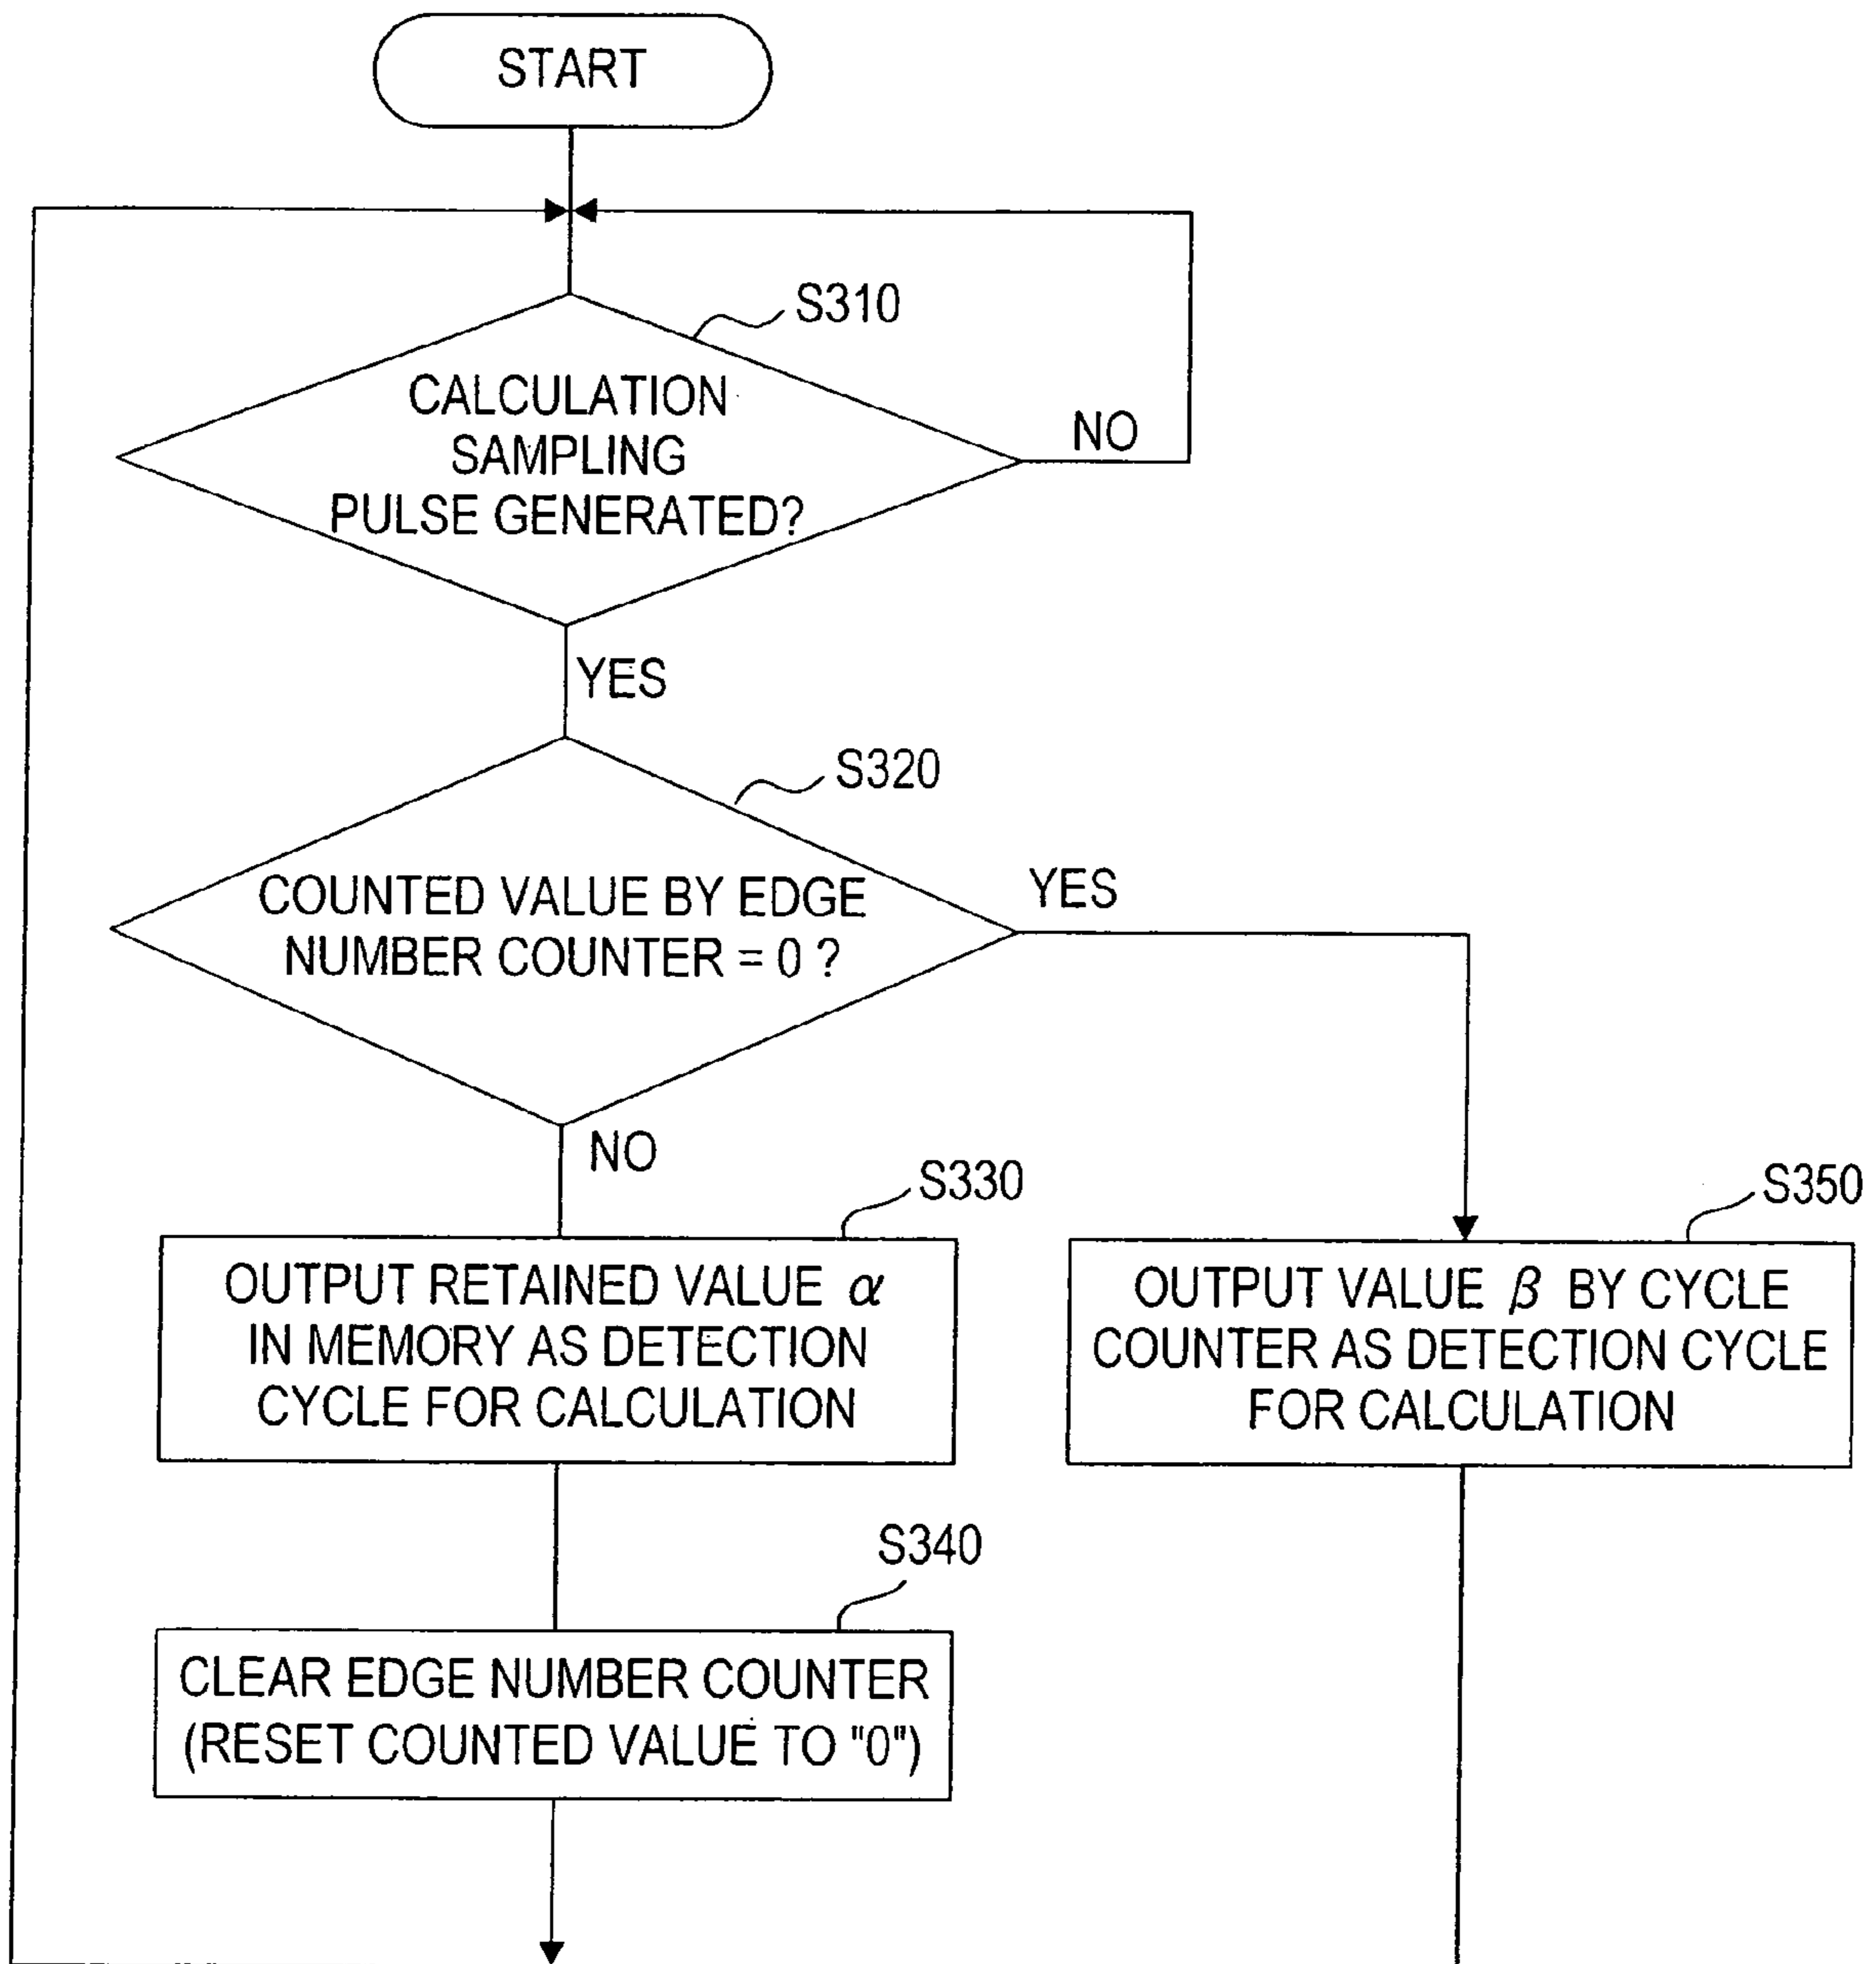 START
S310
CALCULATION
SAMPLING
PULSE GENERATED?
NO
YES
S320
COUNTED VALUE BY EDGE
NUMBER COUNTER = 0 ?
YES
NO
S330
OUTPUT RETAINED VALUE α
IN MEMORY AS DETECTION
CYCLE FOR CALCULATION
S350
OUTPUT VALUE β BY CYCLE
COUNTER AS DETECTION CYCLE
FOR CALCULATION
S340
CLEAR EDGE NUMBER COUNTER
(RESET COUNTED VALUE TO "0")